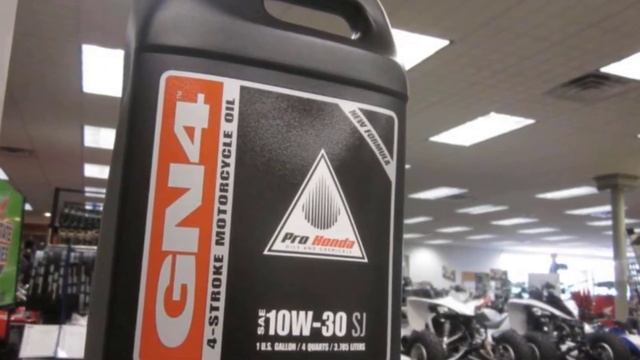 GN4™
4-STROKE MOTORCYCLE OIL
NEW FORMULA
Pro Honda
OILS AND CHEMICALS
SAE 10W-30 SJ
1 U.S. GALLON / 4 QUARTS / 3.785 LITERS